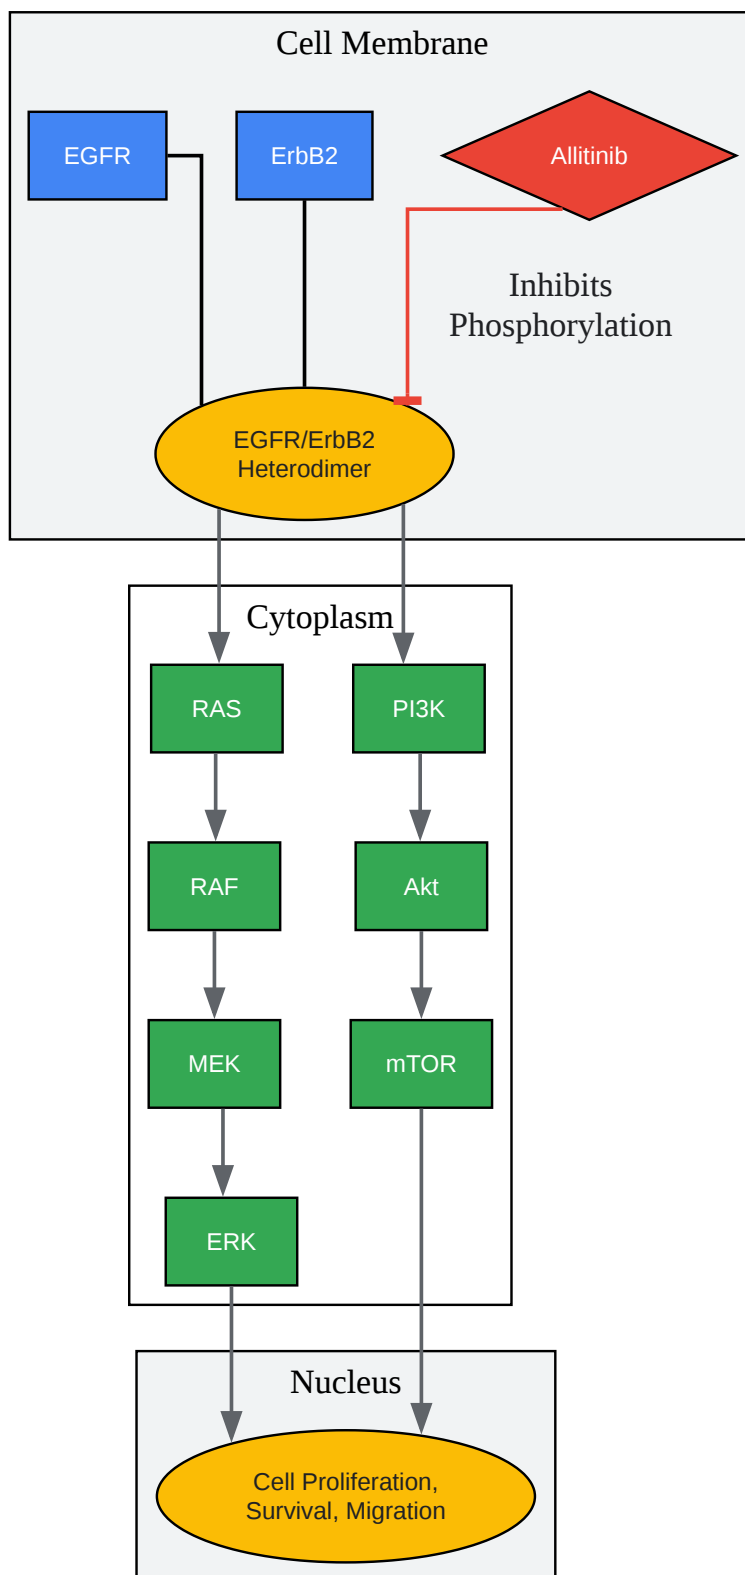 Cell Membrane
EGFR
ErbB2
Allitinib
Inhibits
Phosphorylation
EGFR/ErbB2
Heterodimer
Cytoplasm
RAS
PI3K
RAF
Akt
MEK
mTOR
ERK
Nucleus
Cell Proliferation,
Survival, Migration